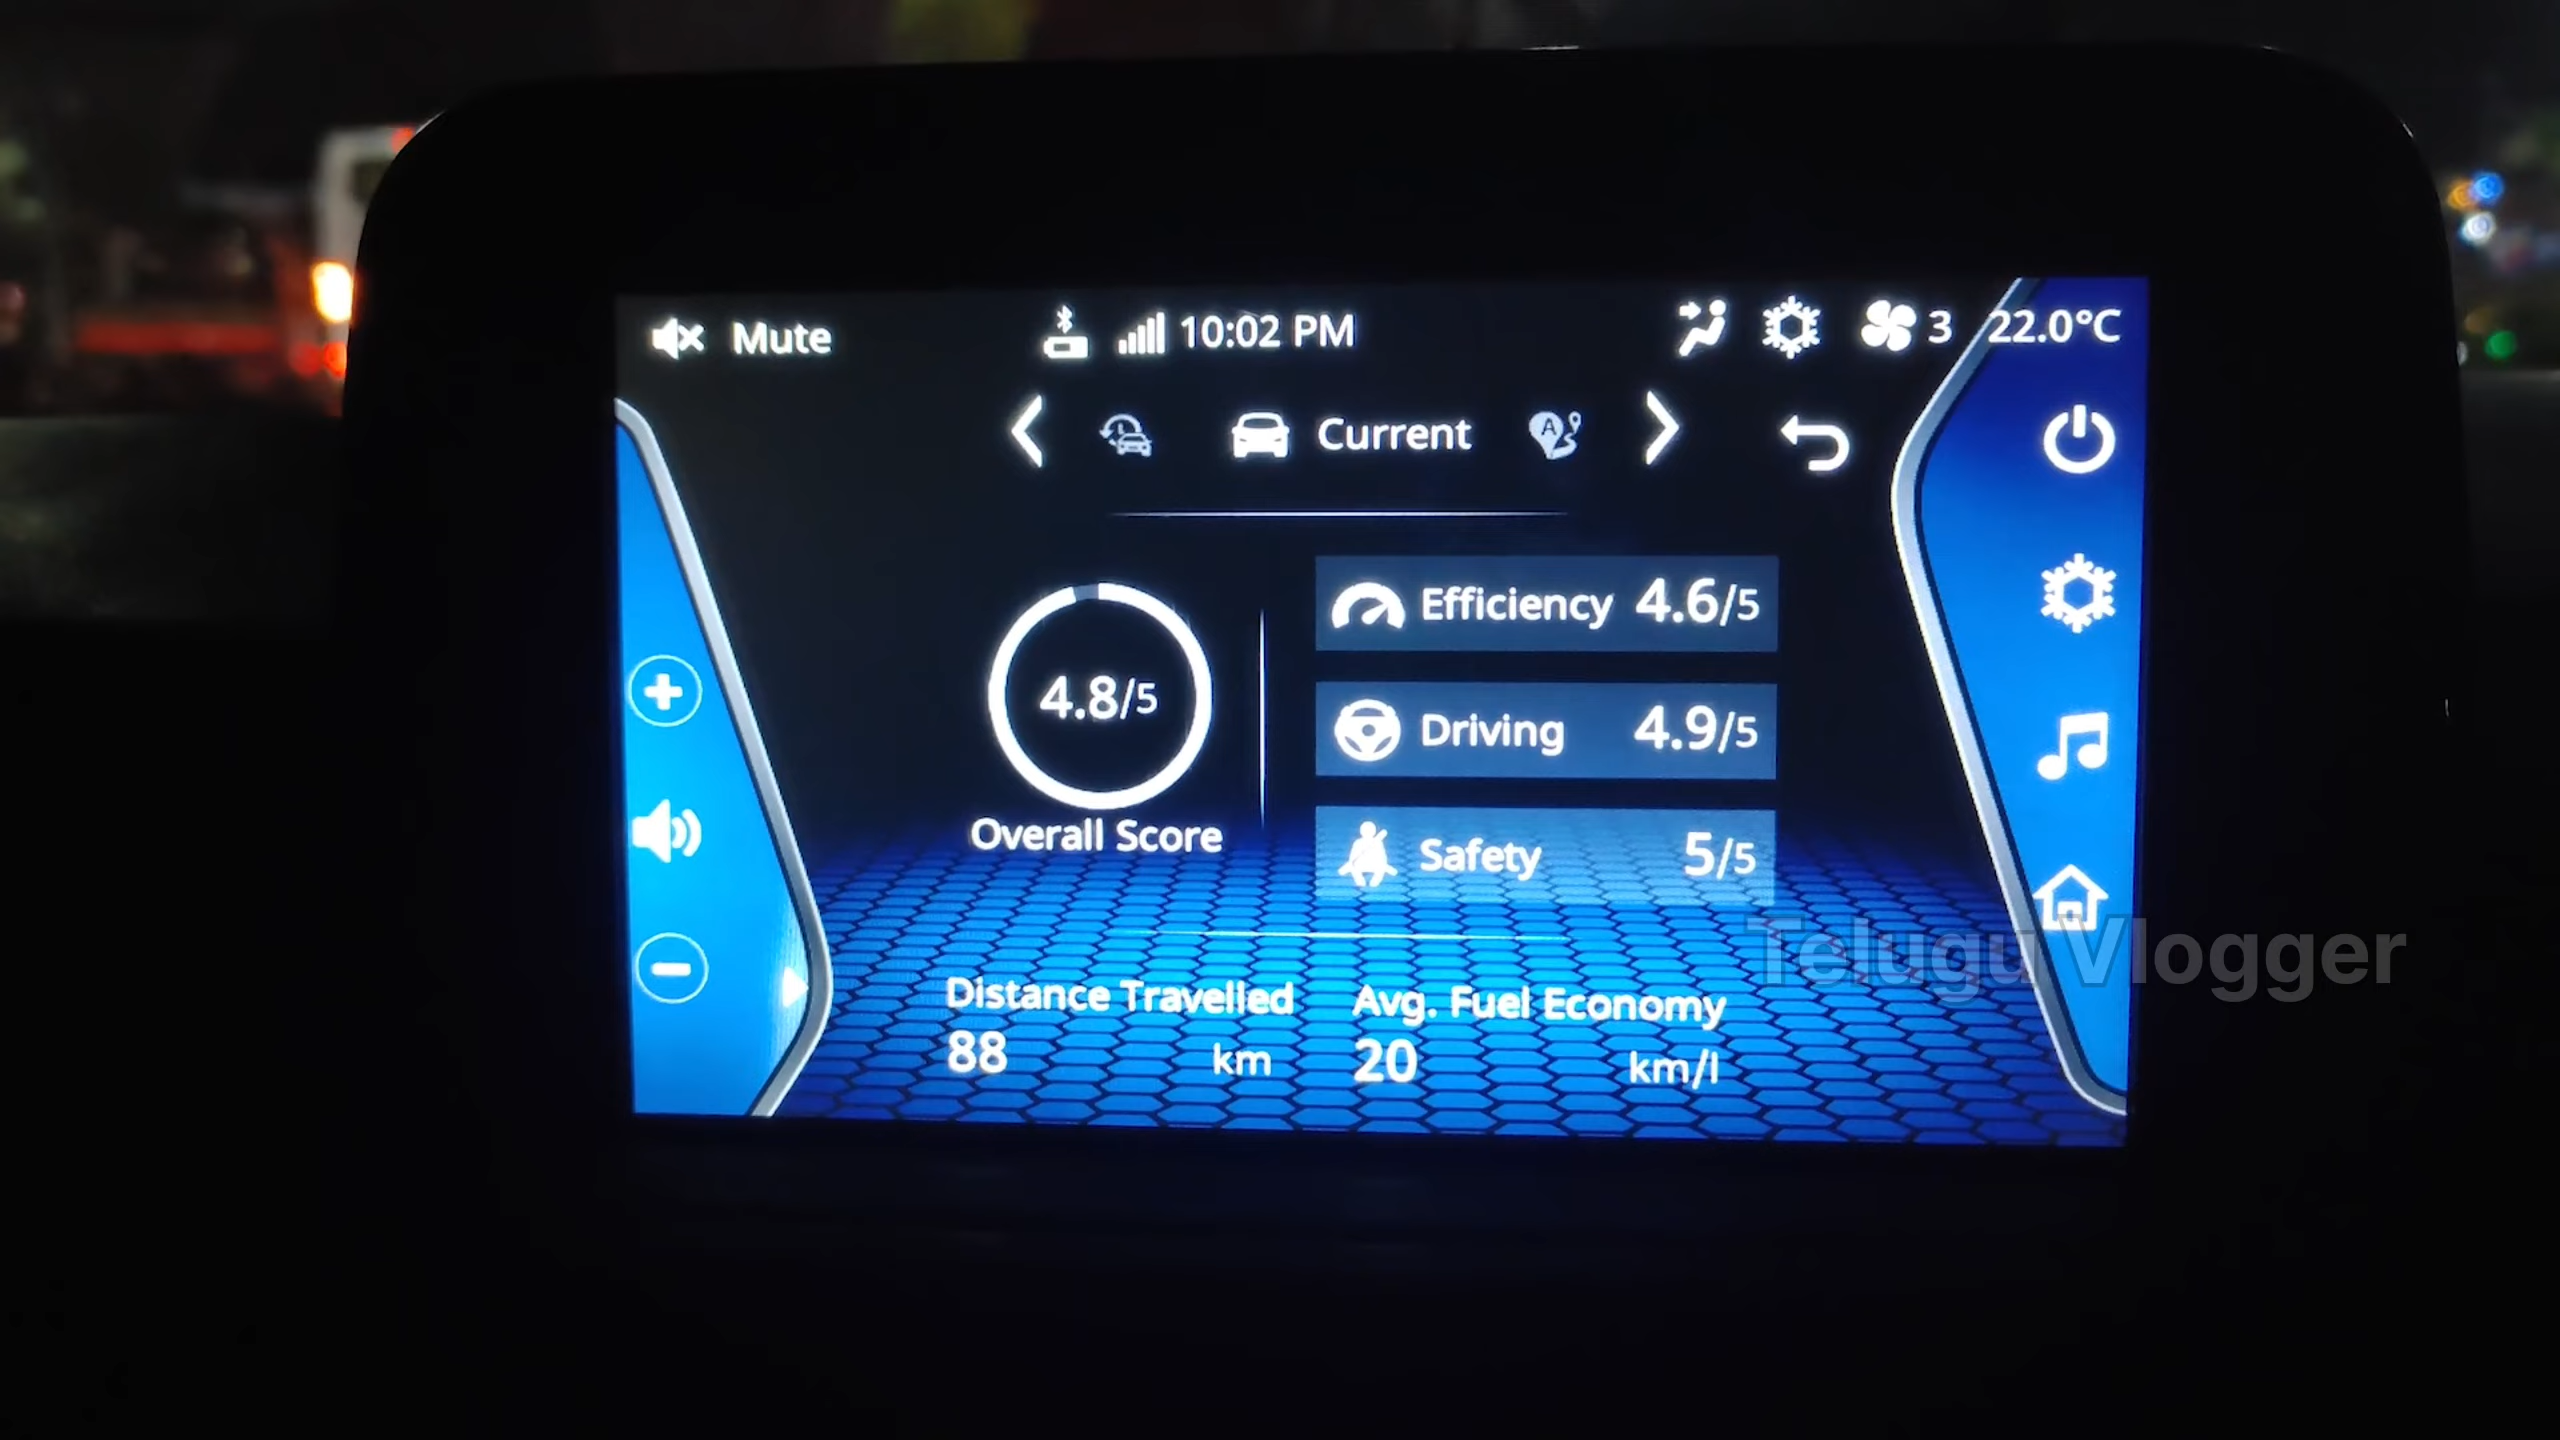 Mute
10:02 PM
3
22.0°C
Current
A
4.8/5
Overall Score
Efficiency 4.6/5
Driving 4.9/5
Safety 5/5
Distance Travelled
88 km
Avg. Fuel Economy
20 km/l
Telugu Vlogger